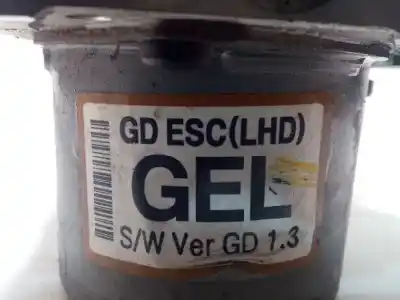 GD ESC(LHD)
GEL
S/W Ver GD 1.3